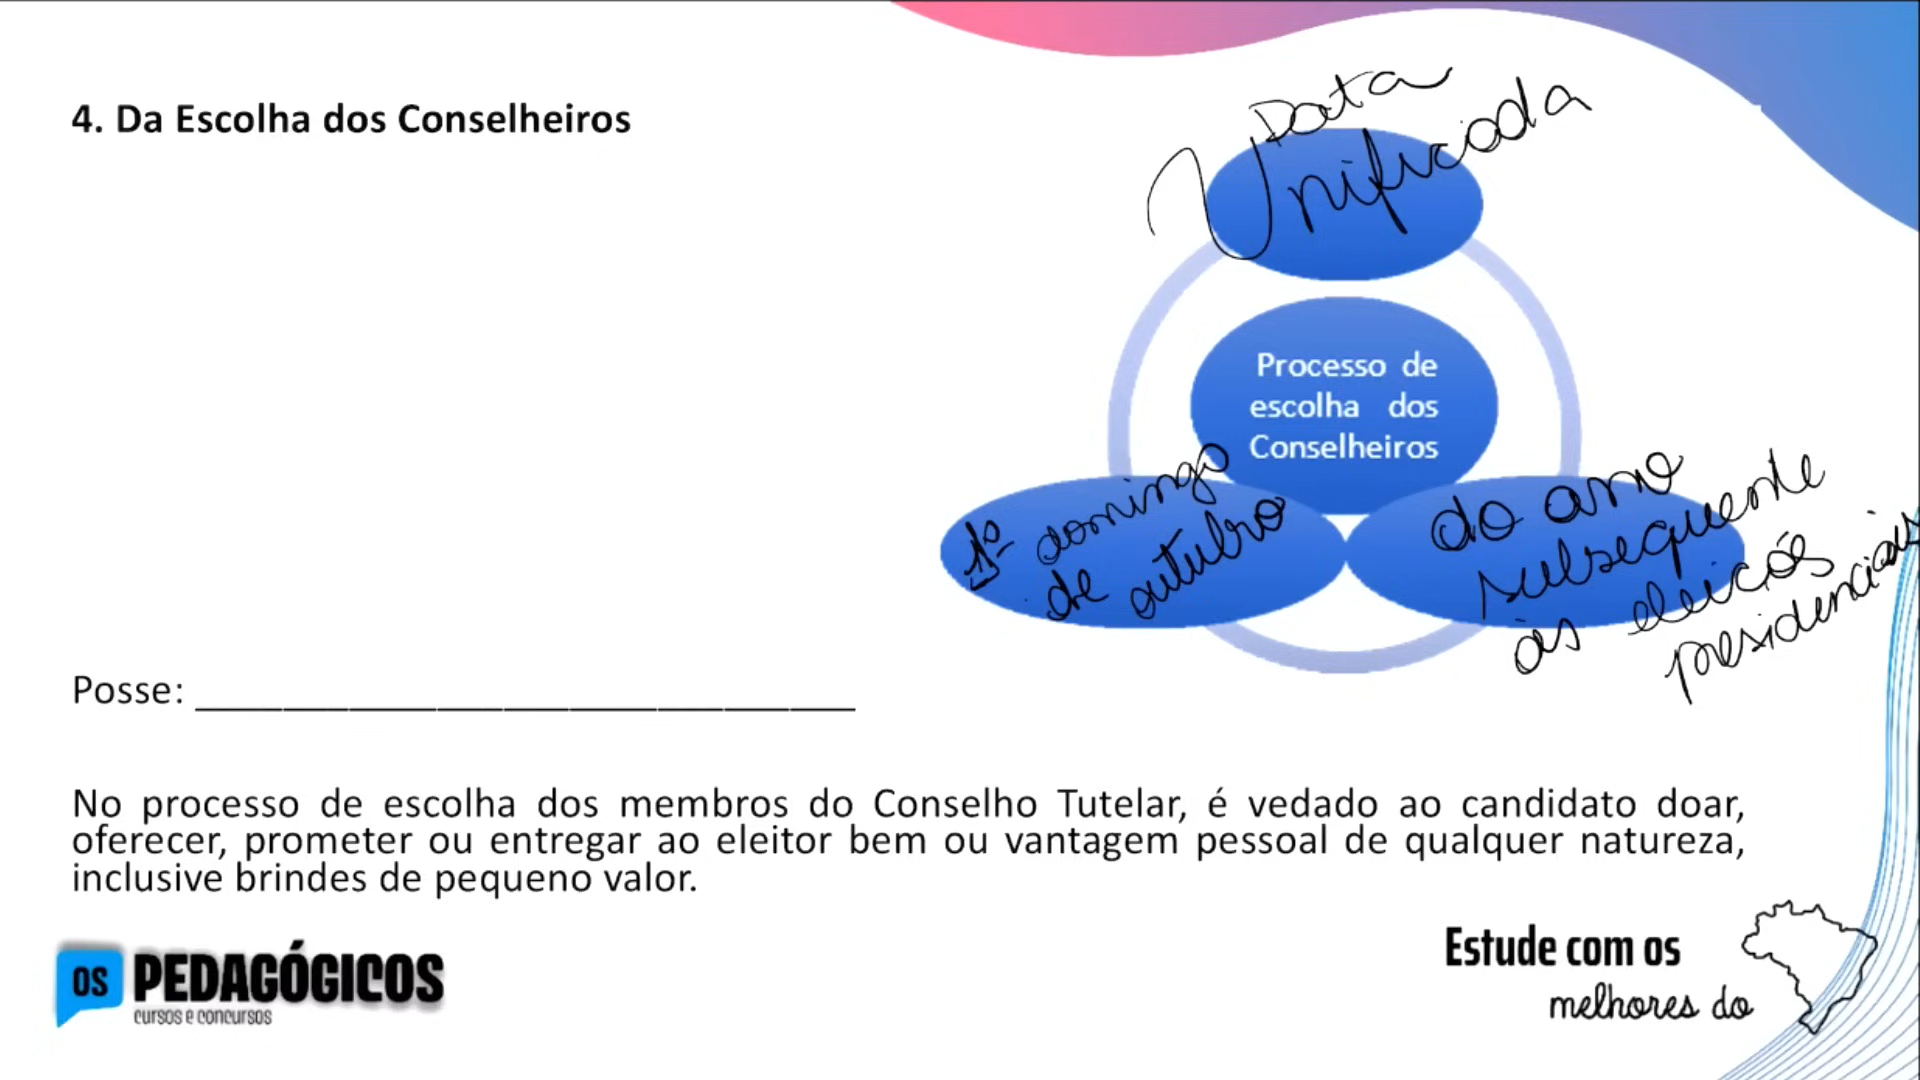 4. Da Escolha dos Conselheiros
Data
Unificada
Processo de
escolha dos
Conselheiros
1º domingo
de outubro
do ano
subsequente
às eleições
presidenciais
Posse: ______________________________
No processo de escolha dos membros do Conselho Tutelar, é vedado ao candidato doar,
oferecer, prometer ou entregar ao eleitor bem ou vantagem pessoal de qualquer natureza,
inclusive brindes de pequeno valor.
OS PEDAGÓGICOS
cursos e concursos
Estude com os
melhores do